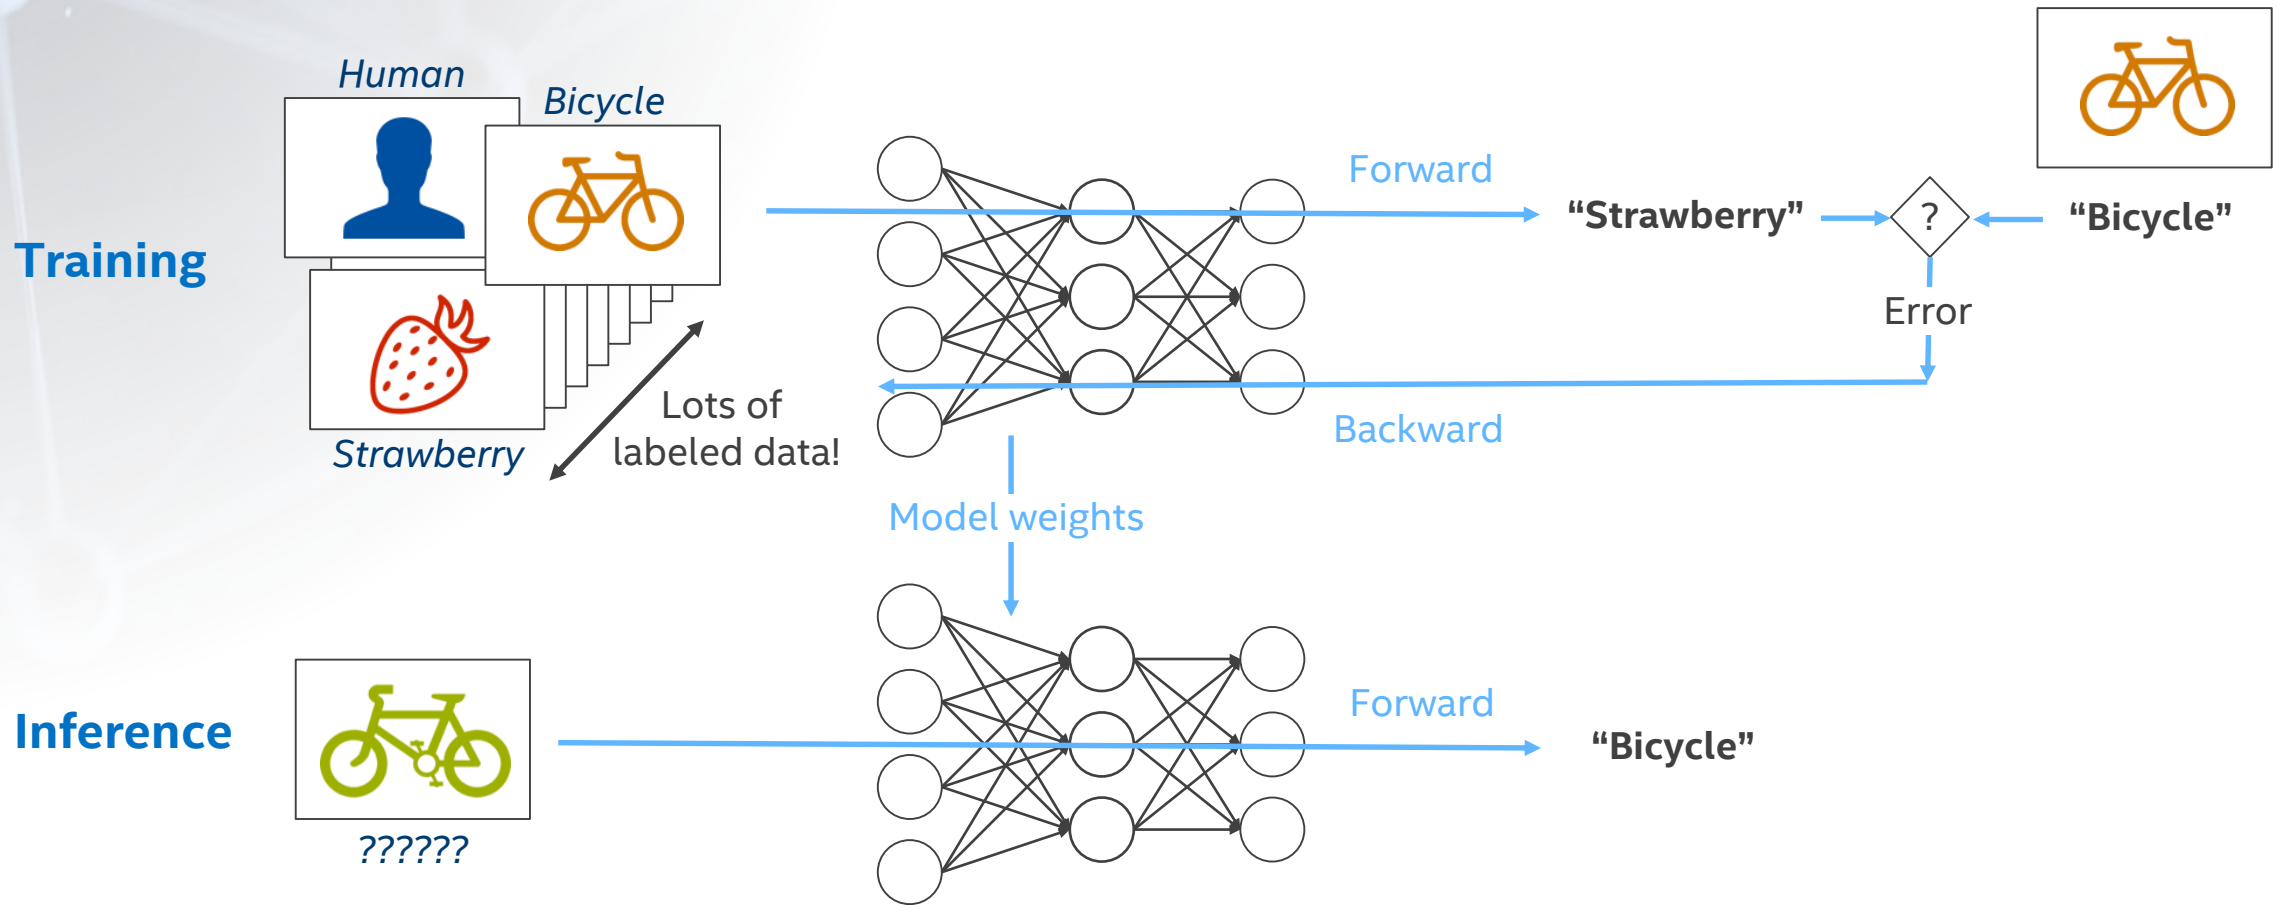 Training
Human
Bicycle
Strawberry
Lots of
labeled data!
Forward
“Strawberry”
?
“Bicycle”
Error
Backward
Model weights
Inference
??????
Forward
“Bicycle”